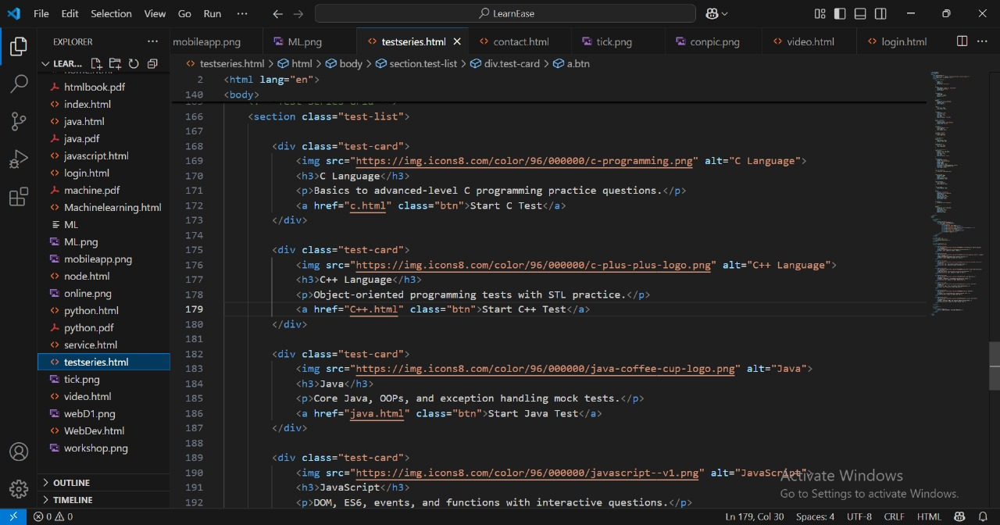 File Edit Selection View Go Run ··· LearnEase
EXPLORER ···
mobileapp.png ML.png testseries.html contact.html tick.png conpic.png video.html login.html ···
LEAR...
testseries.html > html > body > section.test-list > div.test-card > a.btn
htmlbook.pdf
index.html
java.html
java.pdf
javascript.html
login.html
machine.pdf
Machinelearning.html
ML
ML.png
mobileapp.png
node.html
online.png
python.html
python.pdf
service.html
testseries.html
tick.png
video.html
webD1.png
WebDev.html
workshop.png
OUTLINE
TIMELINE
2 <html lang="en">
140 <body>
166 <section class="test-list">
167
168 <div class="test-card">
169 <img src="https://img.icons8.com/color/96/000000/c-programming.png" alt="C Language">
170 <h3>C Language</h3>
171 <p>Basics to advanced-level C programming practice questions.</p>
172 <a href="c.html" class="btn">Start C Test</a>
173 </div>
174
175 <div class="test-card">
176 <img src="https://img.icons8.com/color/96/000000/c-plus-plus-logo.png" alt="C++ Language">
177 <h3>C++ Language</h3>
178 <p>Object-oriented programming tests with STL practice.</p>
179 <a href="C++.html" class="btn">Start C++ Test</a>
180 </div>
181
182 <div class="test-card">
183 <img src="https://img.icons8.com/color/96/000000/java-coffee-cup-logo.png" alt="Java">
184 <h3>Java</h3>
185 <p>Core Java, OOPs, and exception handling mock tests.</p>
186 <a href="java.html" class="btn">Start Java Test</a>
187 </div>
188
189 <div class="test-card">
190 <img src="https://img.icons8.com/color/96/000000/javascript--v1.png" alt="JavaScript">
191 <h3>JavaScript</h3>
192 <p>DOM, ES6, events, and functions with interactive questions.</p>
Activate Windows
Go to Settings to activate Windows.
0 0 Ln 179, Col 30 Spaces: 4 UTF-8 CRLF HTML